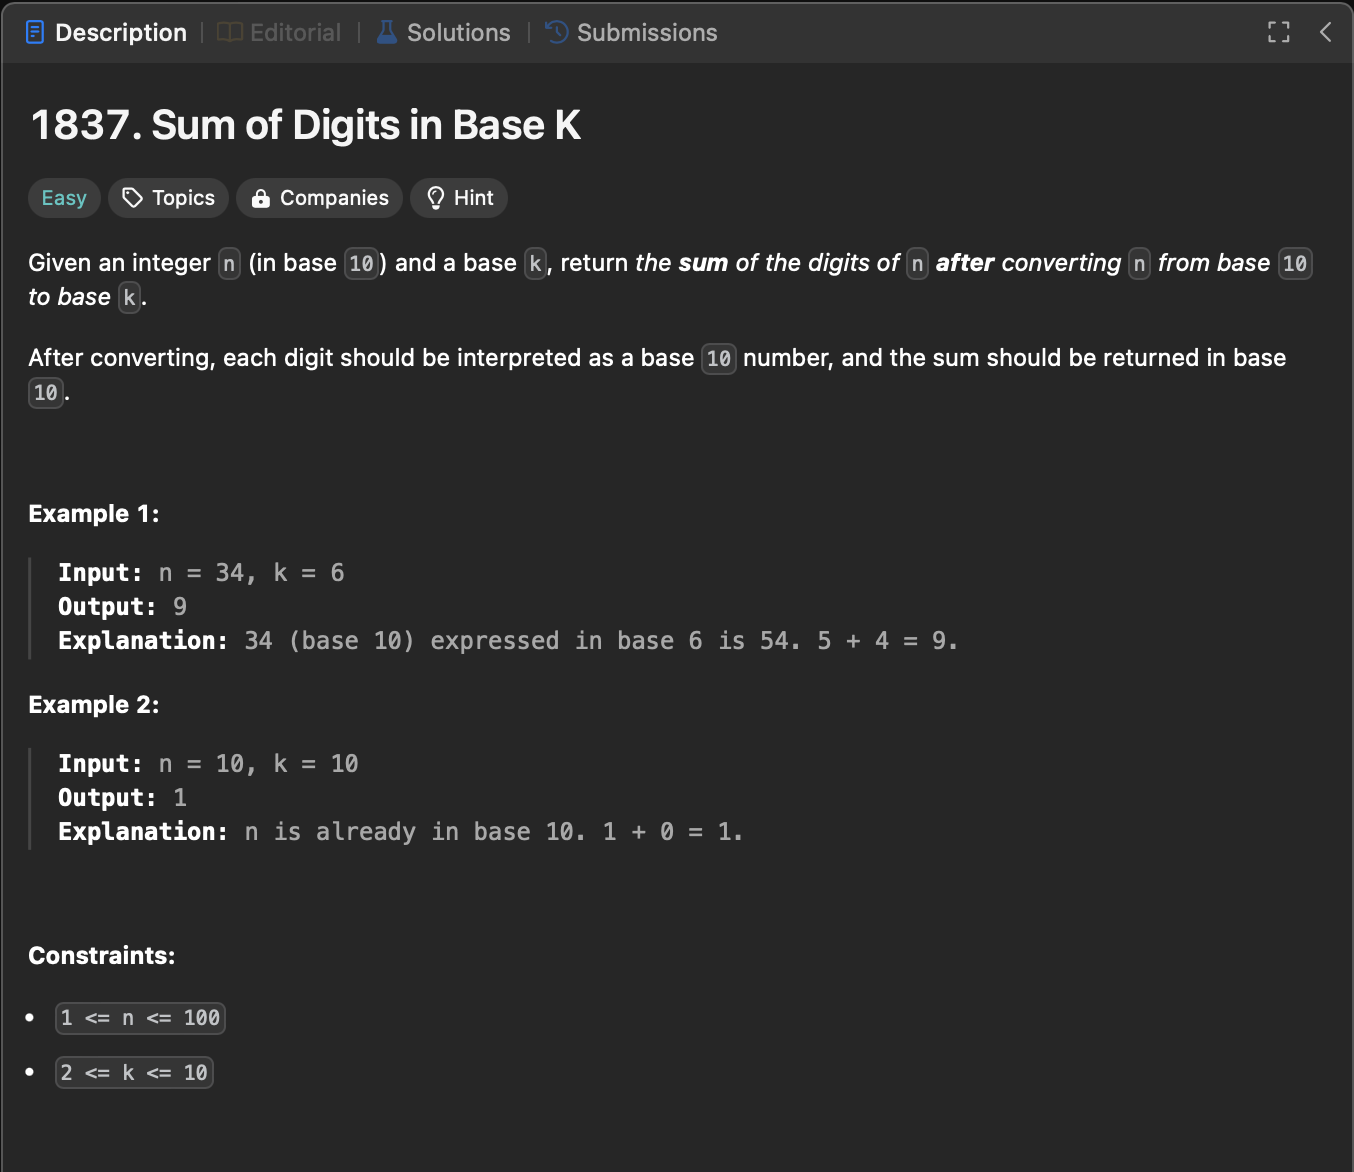 Description | Editorial | Solutions | Submissions
1837. Sum of Digits in Base K
Easy Topics Companies Hint
Given an integer n (in base 10) and a base k, return the sum of the digits of n after converting n from base 10
to base k.
After converting, each digit should be interpreted as a base 10 number, and the sum should be returned in base
10.
Example 1:
Input: n = 34, k = 6
Output: 9
Explanation: 34 (base 10) expressed in base 6 is 54. 5 + 4 = 9.
Example 2:
Input: n = 10, k = 10
Output: 1
Explanation: n is already in base 10. 1 + 0 = 1.
Constraints:
• 1 <= n <= 100
• 2 <= k <= 10